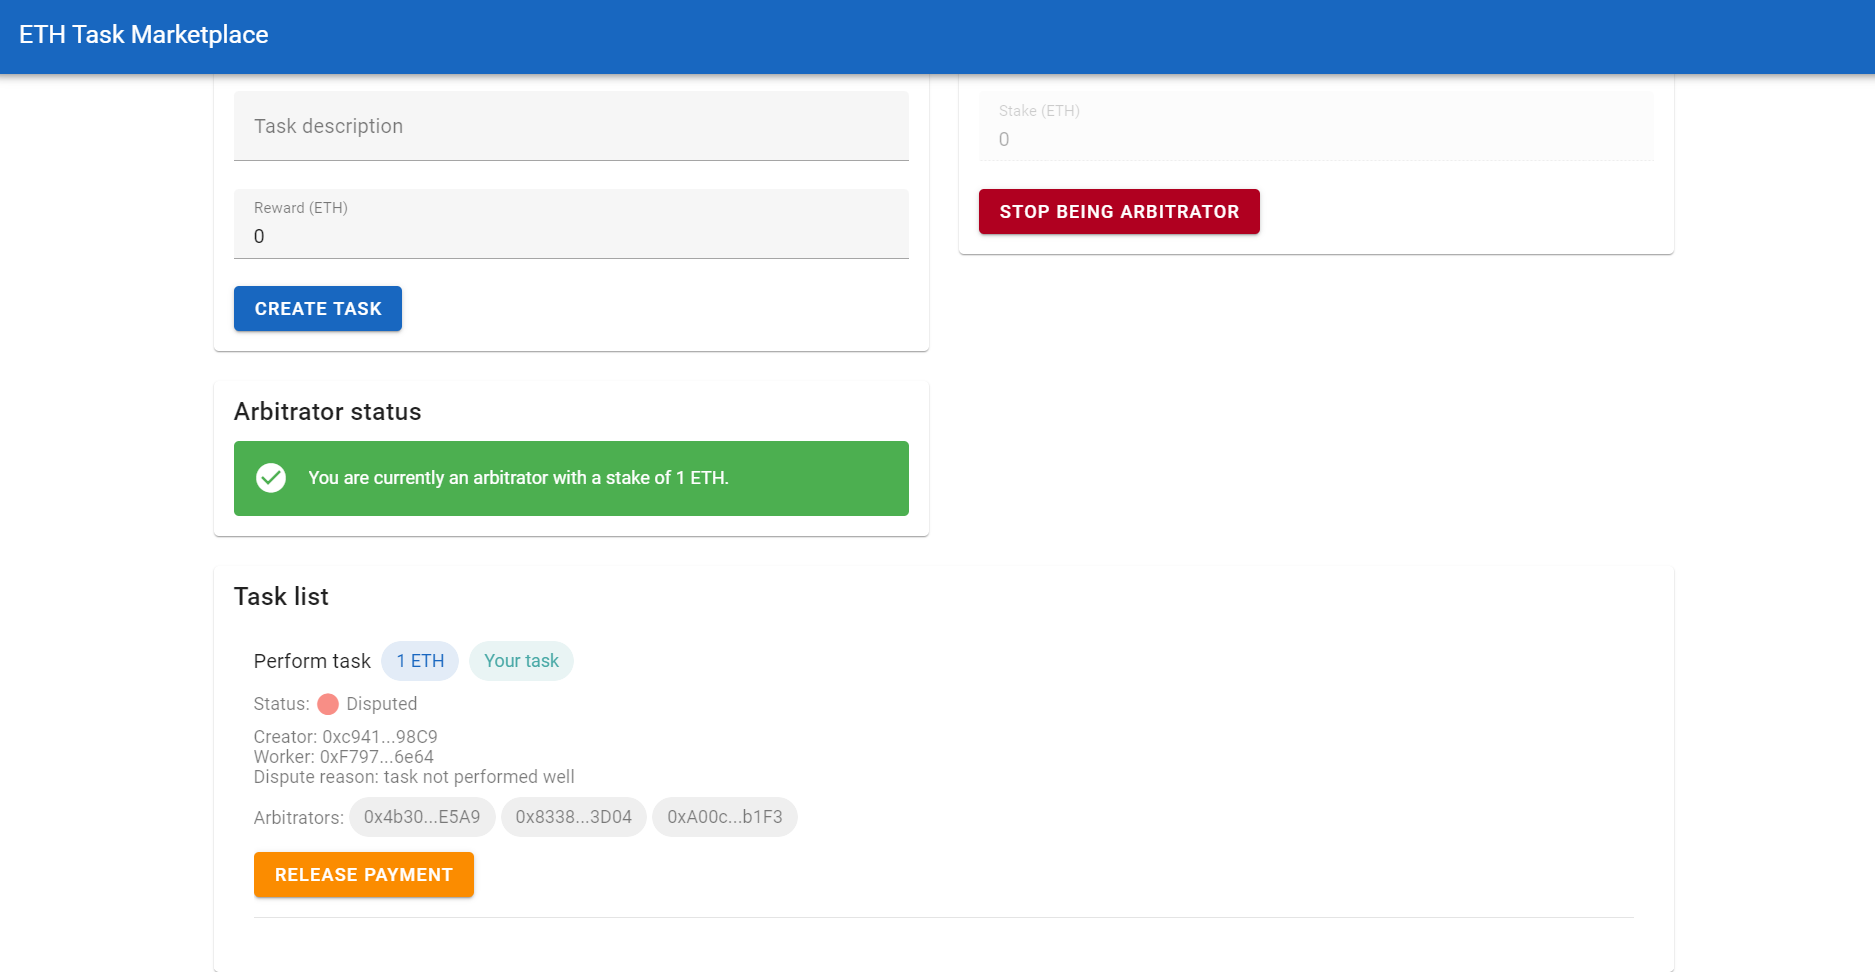 ETH Task Marketplace
Task description
Reward (ETH)
0
CREATE TASK
Stake (ETH)
0
STOP BEING ARBITRATOR
Arbitrator status
You are currently an arbitrator with a stake of 1 ETH.
Task list
Perform task 1 ETH Your task
Status: Disputed
Creator: 0xc941...98C9
Worker: 0xF797...6e64
Dispute reason: task not performed well
Arbitrators: 0x4b30...E5A9 0x8338...3D04 0xA00c...b1F3
RELEASE PAYMENT